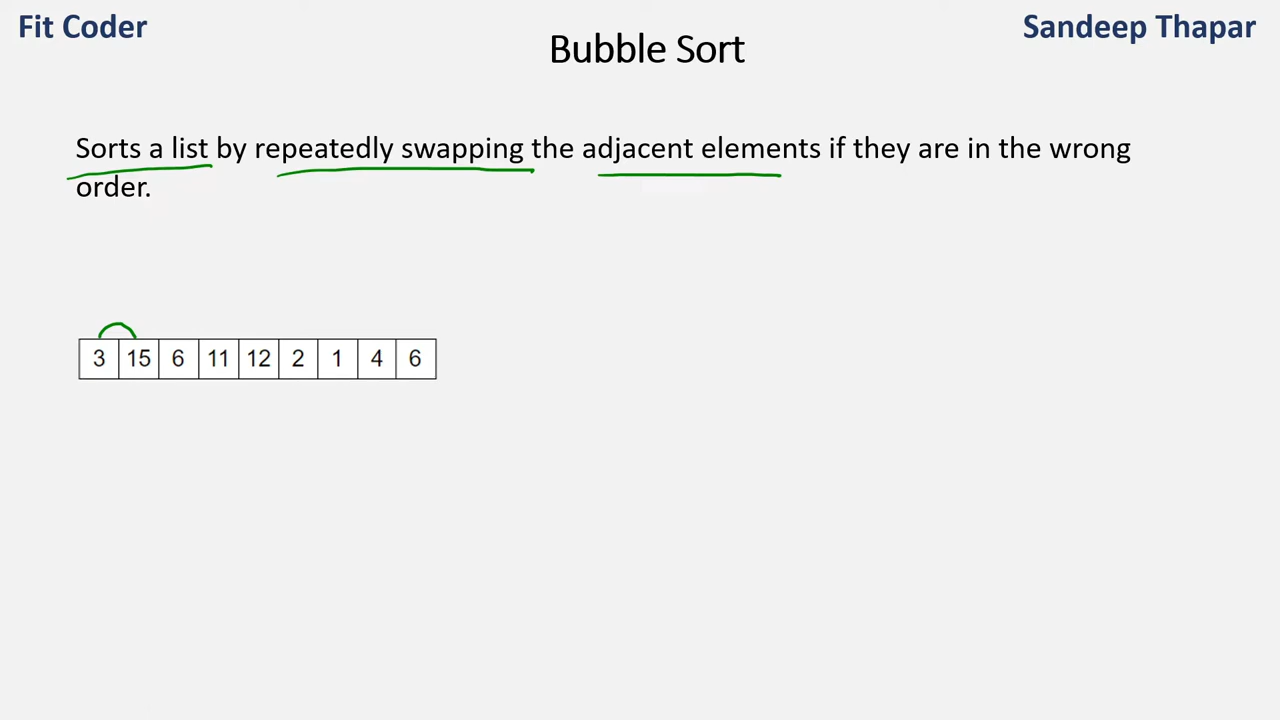 Fit Coder
Sandeep Thapar
Bubble Sort
Sorts a list by repeatedly swapping the adjacent elements if they are in the wrong
order.
3 15 6 11 12 2 1 4 6